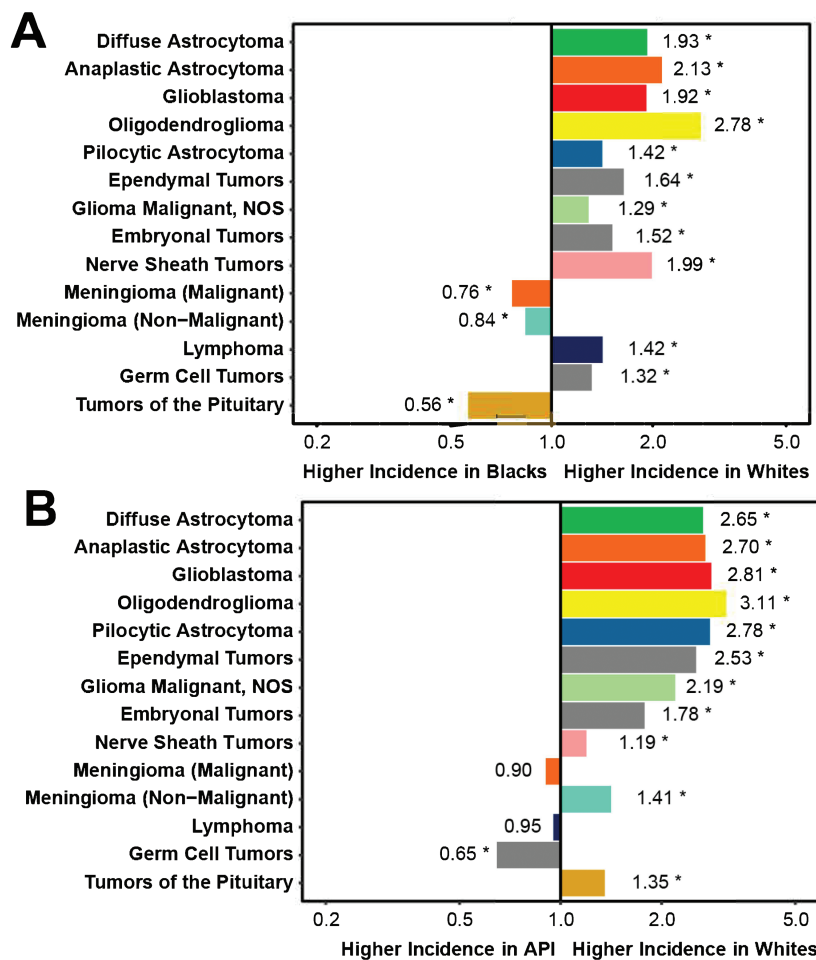 A
Diffuse Astrocytoma 1.93 *
Anaplastic Astrocytoma 2.13 *
Glioblastoma 1.92 *
Oligodendroglioma 2.78 *
Pilocytic Astrocytoma 1.42 *
Ependymal Tumors 1.64 *
Glioma Malignant, NOS 1.29 *
Embryonal Tumors 1.52 *
Nerve Sheath Tumors 1.99 *
Meningioma (Malignant) 0.76 *
Meningioma (Non−Malignant) 0.84 *
Lymphoma 1.42 *
Germ Cell Tumors 1.32 *
Tumors of the Pituitary 0.56 *
0.2 0.5 1.0 2.0 5.0
Higher Incidence in Blacks Higher Incidence in Whites
B
Diffuse Astrocytoma 2.65 *
Anaplastic Astrocytoma 2.70 *
Glioblastoma 2.81 *
Oligodendroglioma 3.11 *
Pilocytic Astrocytoma 2.78 *
Ependymal Tumors 2.53 *
Glioma Malignant, NOS 2.19 *
Embryonal Tumors 1.78 *
Nerve Sheath Tumors 1.19 *
Meningioma (Malignant) 0.90
Meningioma (Non−Malignant) 1.41 *
Lymphoma 0.95
Germ Cell Tumors 0.65 *
Tumors of the Pituitary 1.35 *
0.2 0.5 1.0 2.0 5.0
Higher Incidence in API Higher Incidence in Whites